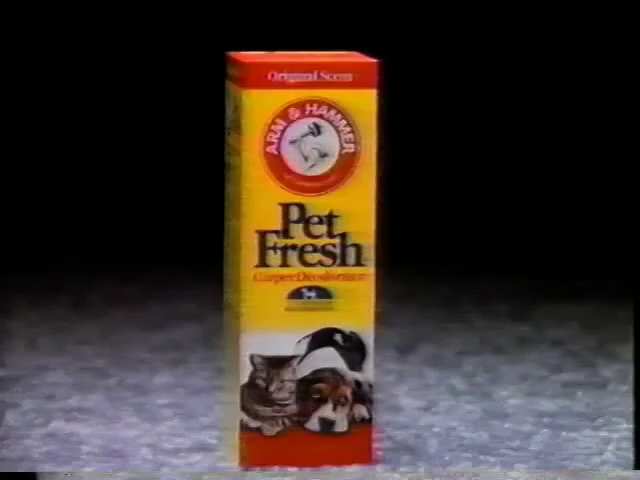 Original Scent
ARM & HAMMER
Pet
Fresh
Carpet Deodorizer